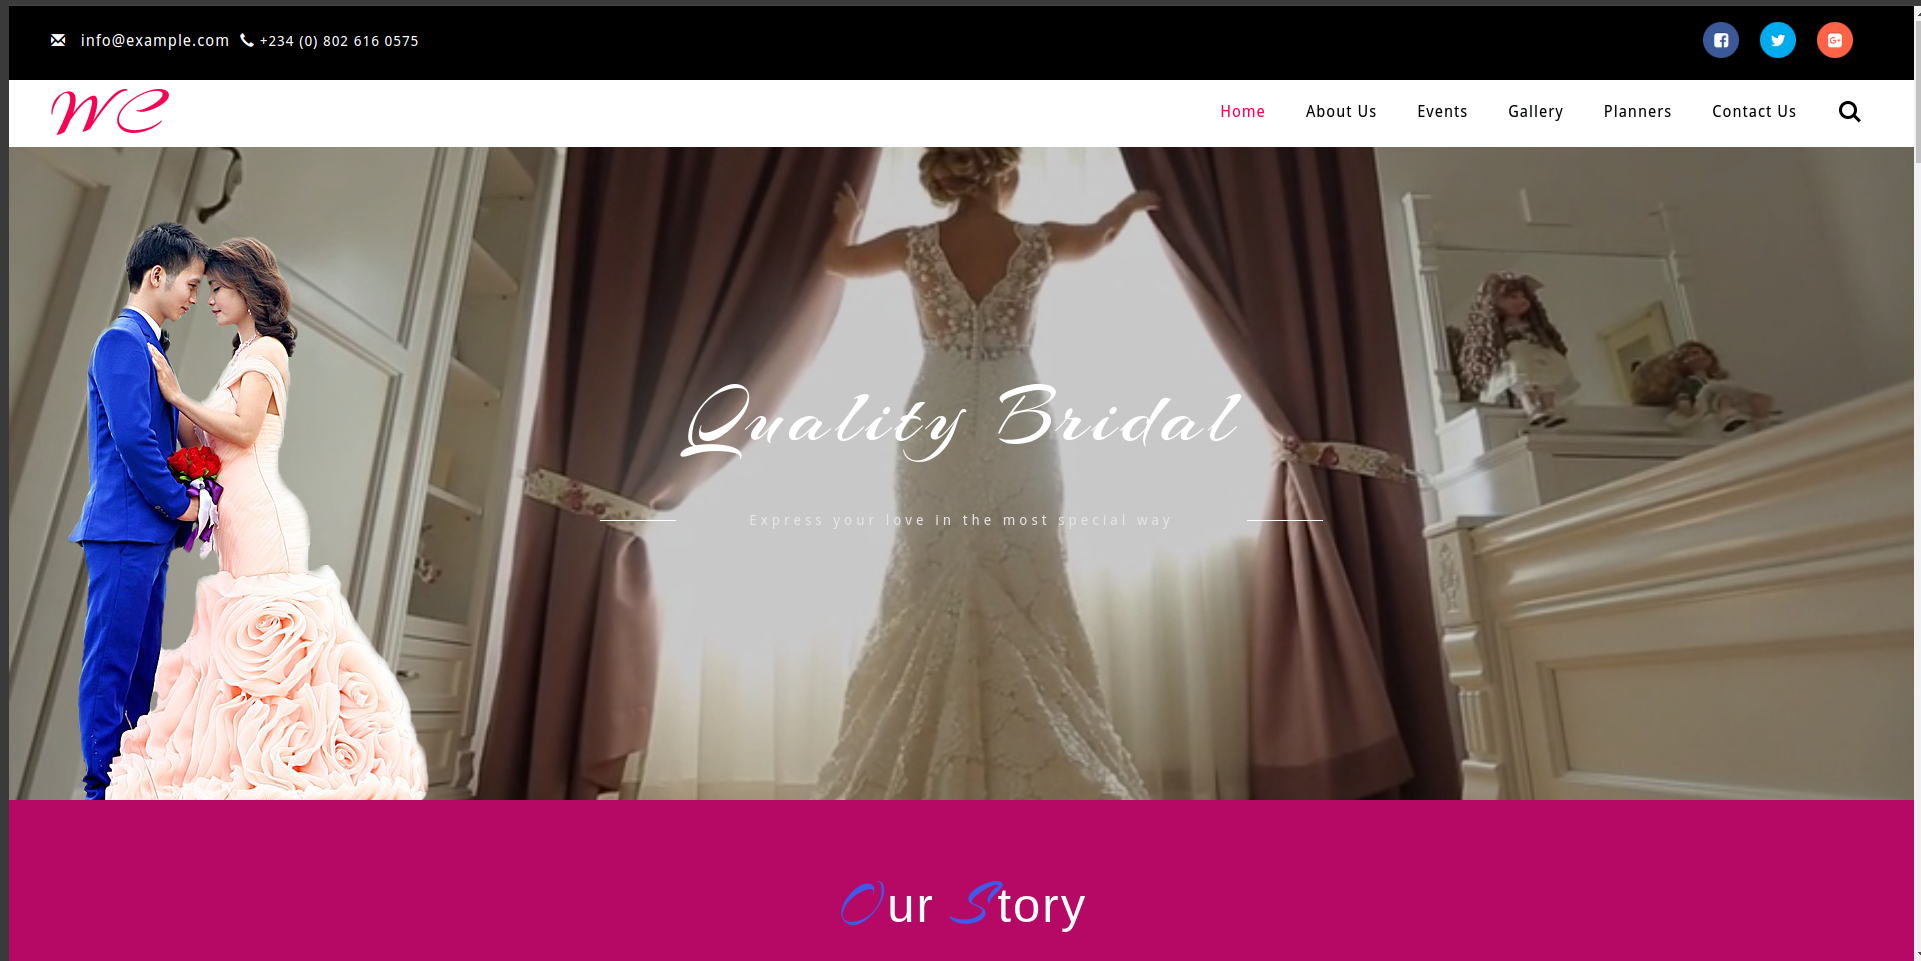 info@example.com +234 (0) 802 616 0575
WC
Home About Us Events Gallery Planners Contact Us
Quality Bridal
Express your love in the most special way
Our Story